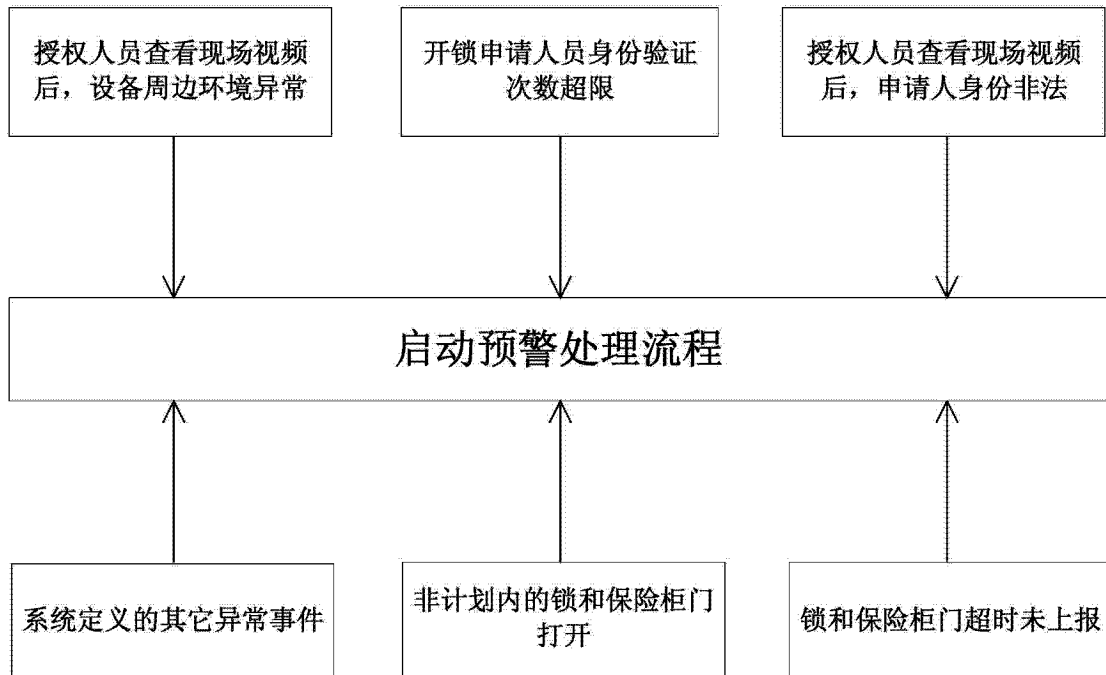 授权人员查看现场视频
后，设备周边环境异常
开锁申请人员身份验证
次数超限
授权人员查看现场视频
后，申请人身份非法
启动预警处理流程
系统定义的其它异常事件
非计划内的锁和保险柜门
打开
锁和保险柜门超时未上报